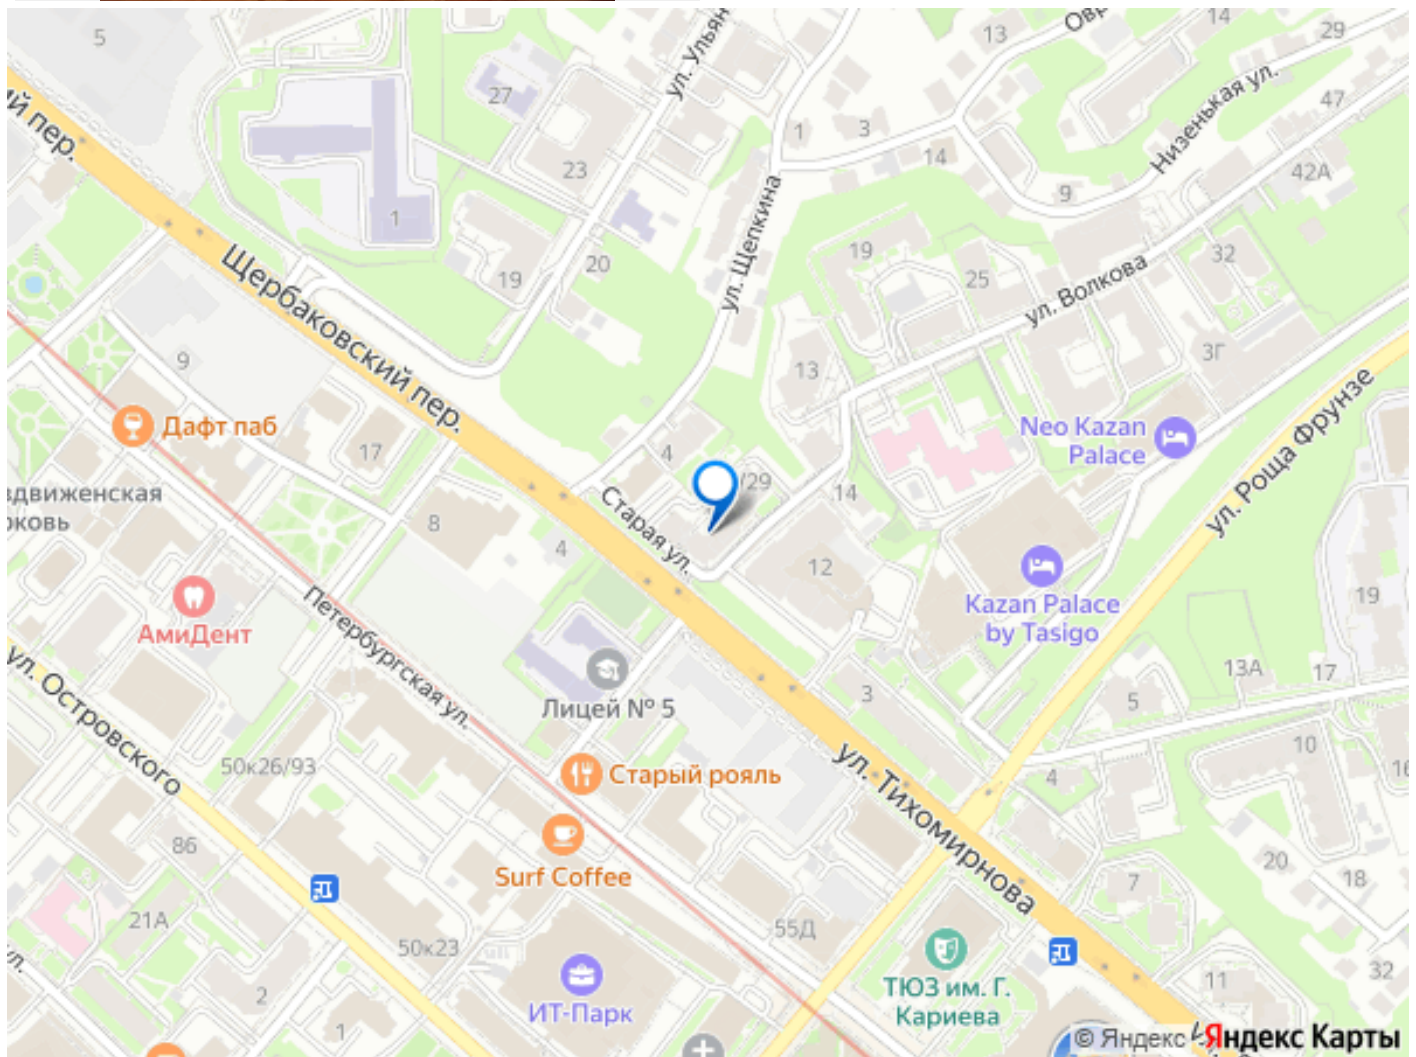 5
ул. Ульян
13
14
29
27
47
ий пер.
1
3
14
Низенькая ул.
23
9
42А
1
ул. Щепкина
19
20
19
25
32
Щербаковский пер.
ул. Волкова
9
13
3Г
Дафт паб
17
4
Neo Kazan
Palace
ул. Роща Фрунзе
здвиженская
рковь
/29
14
8
Старая ул.
4
12
Kazan Palace
by Tasigo
19
АмиДент
Петербургская ул.
Лицей № 5
3
5
13А
17
ул. Островского
50к26/93
Старый рояль
ул. Тихомирнова
4
10
16
86
Surf Coffee
7
20
18
21А
50к23
55Д
ИТ-Парк
ТЮЗ им. Г.
Кариева
11
32
ул.
2
1
© Яндекс
Яндекс Карты